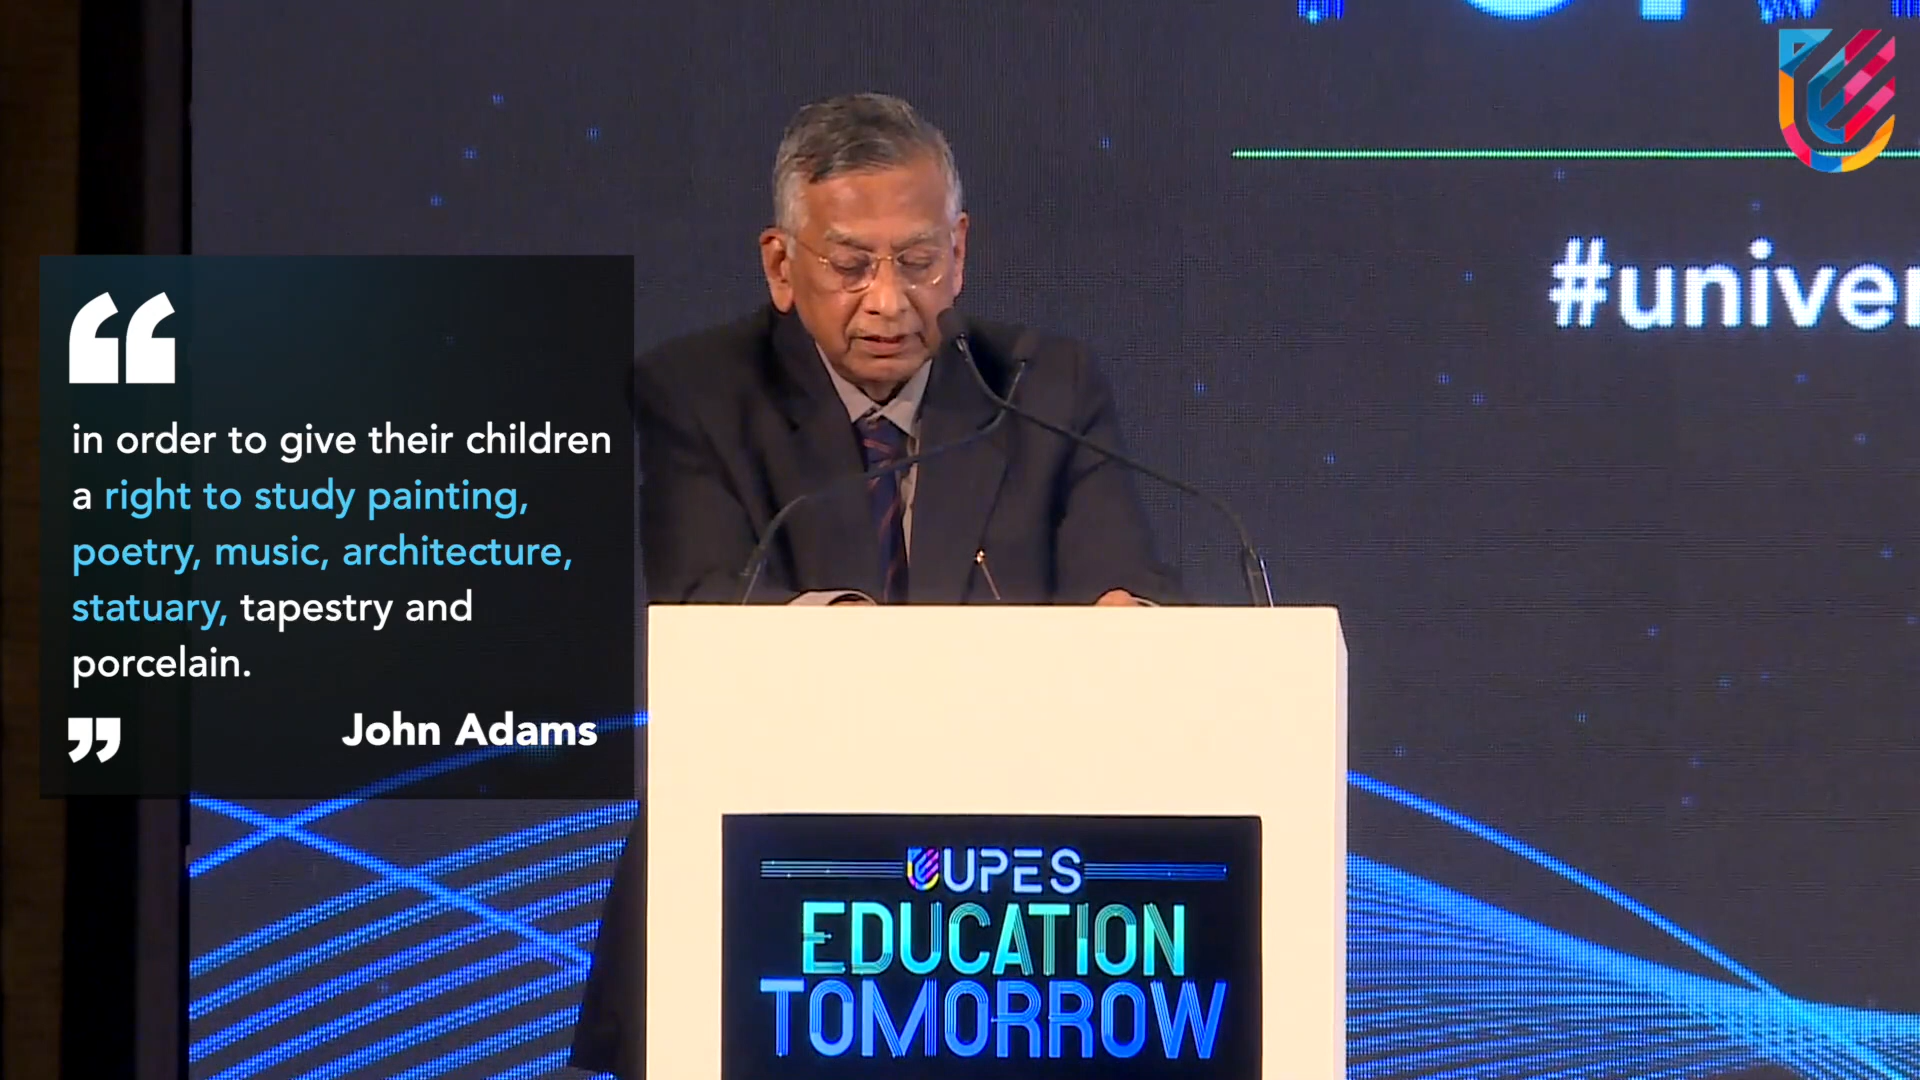 #univer
“
in order to give their children
a right to study painting,
poetry, music, architecture,
statuary, tapestry and
porcelain.
John Adams
”
UPES
EDUCATION
TOMORROW